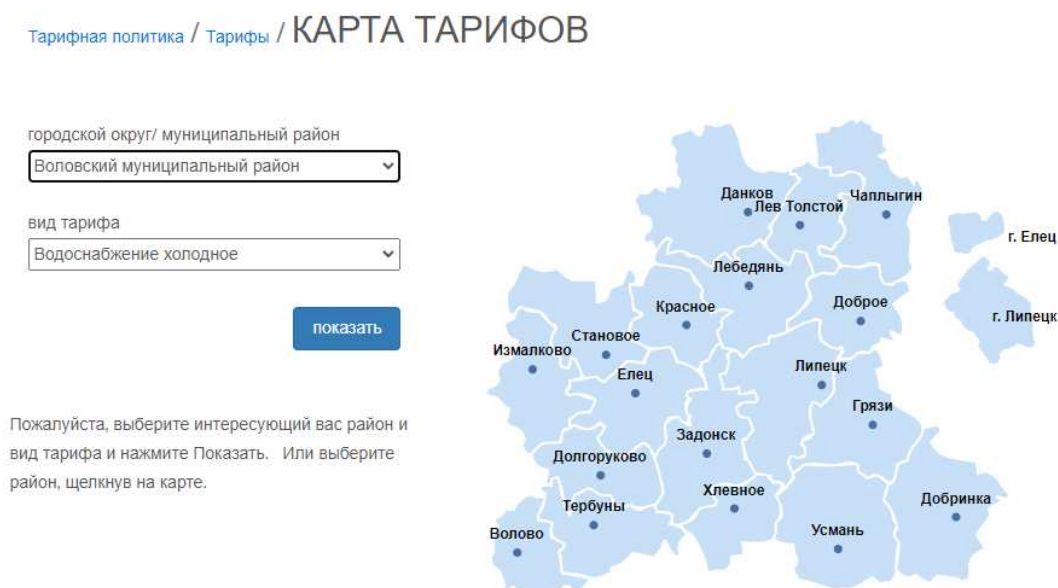 Тарифная политика / Тарифы / КАРТА ТАРИФОВ
городской округ/ муниципальный район
Воловский муниципальный район
вид тарифа
Водоснабжение холодное
показать
Пожалуйста, выберите интересующий вас район и
вид тарифа и нажмите Показать. Или выберите
район, щелкнув на карте.
Данков
Лев Толстой
Чаплыгин
г. Елец
Лебедянь
Красное
Доброе
г. Липецк
Становое
Измалково
Елец
Липецк
Грязи
Задонск
Долгоруково
Хлевное
Добринка
Тербуны
Волово
Усмань